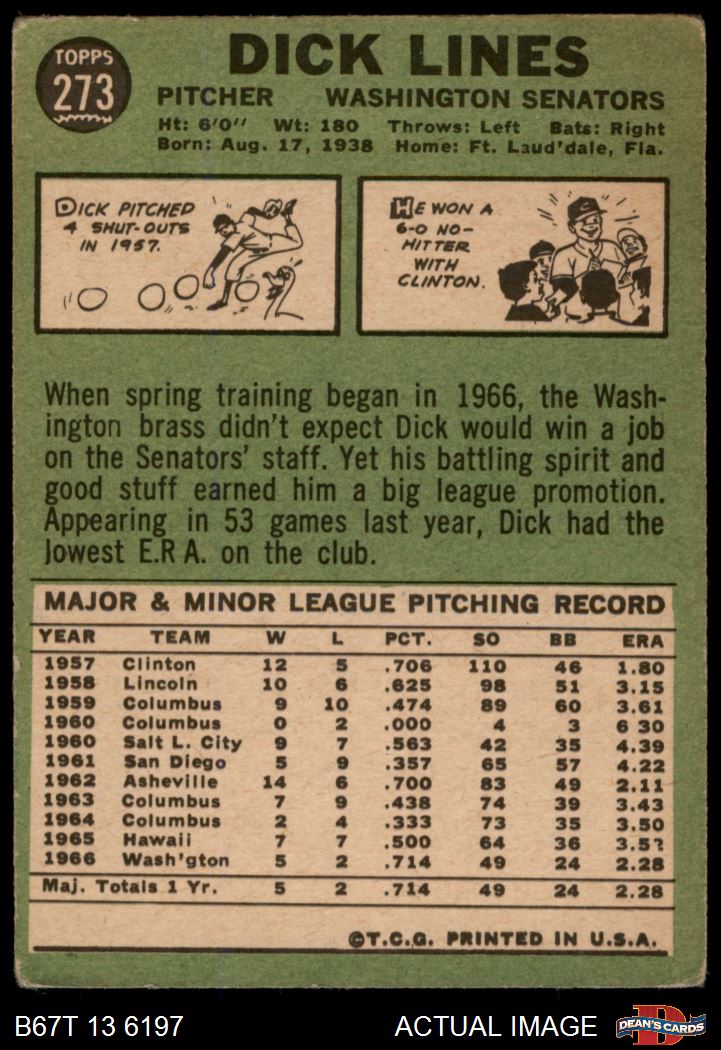 TOPPS
273
DICK LINES
PITCHER WASHINGTON SENATORS
Ht: 6'0" Wt: 180 Throws: Left Bats: Right
Born: Aug. 17, 1938 Home: Ft. Laud'dale, Fla.
DICK PITCHED
4 SHUT-OUTS
IN 1957.
HE WON A
6-0 NO-
HITTER
WITH
CLINTON.
When spring training began in 1966, the Wash-
ington brass didn't expect Dick would win a job
on the Senators' staff. Yet his battling spirit and
good stuff earned him a big league promotion.
Appearing in 53 games last year, Dick had the
lowest E.R A. on the club.
MAJOR & MINOR LEAGUE PITCHING RECORD
YEAR TEAM W L PCT. SO BB ERA
1957 Clinton 12 5 .706 110 46 1.80
1958 Lincoln 10 6 .625 98 51 3.15
1959 Columbus 9 10 .474 89 60 3.61
1960 Columbus 0 2 .000 4 3 6 30
1960 Salt L. City 9 7 .563 42 35 4.39
1961 San Diego 5 9 .357 65 57 4.22
1962 Asheville 14 6 .700 83 49 2.11
1963 Columbus 7 9 .438 74 39 3.43
1964 Columbus 2 4 .333 73 35 3.50
1965 Hawaii 7 7 .500 64 36
1966 Wash'gton 5 2 .714 49 24 2.28
Maj. Totals 1 Yr. 5 2 .714 49 24 2.28
©T.C.G. PRINTED IN U.S.A.
B67T 13 6197 ACTUAL IMAGE
DEAN'S CARDS